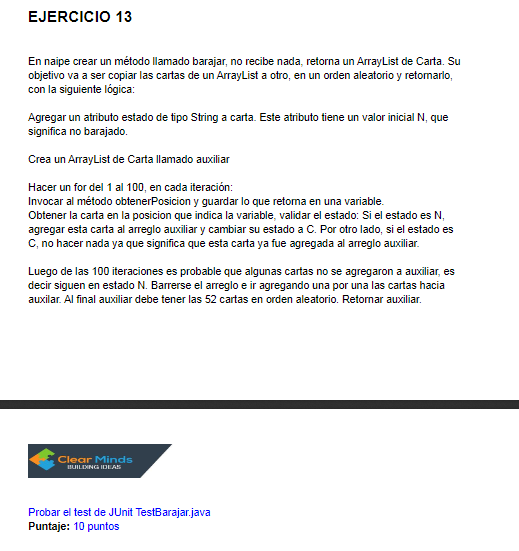 EJERCICIO 13
En naipe crear un método llamado barajar, no recibe nada, retorna un ArrayList de Carta. Su
objetivo va a ser copiar las cartas de un ArrayList a otro, en un orden aleatorio y retornarlo,
con la siguiente lógica:
Agregar un atributo estado de tipo String a carta. Este atributo tiene un valor inicial N, que
significa no barajado.
Crea un ArrayList de Carta llamado auxiliar
Hacer un for del 1 al 100, en cada iteración:
Invocar al método obtenerPosicion y guardar lo que retorna en una variable.
Obtener la carta en la posicion que indica la variable, validar el estado: Si el estado es N,
agregar esta carta al arreglo auxiliar y cambiar su estado a C. Por otro lado, si el estado es
C, no hacer nada ya que significa que esta carta ya fue agregada al arreglo auxiliar.
Luego de las 100 iteraciones es probable que algunas cartas no se agregaron a auxiliar, es
decir siguen en estado N. Barrerse el arreglo e ir agregando una por una las cartas hacia
auxilar. Al final auxiliar debe tener las 52 cartas en orden aleatorio. Retornar auxiliar.
Clear Minds
BUILDING IDEAS
Probar el test de JUnit TestBarajar.java
Puntaje: 10 puntos